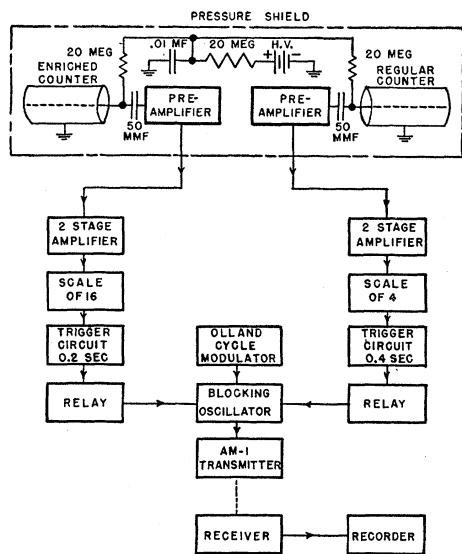 PRESSURE SHIELD
20 MEG
.01 MF
20 MEG
H.V.
+ -
20 MEG
ENRICHED
COUNTER
REGULAR
COUNTER
PRE-
AMPLIFIER
PRE-
AMPLIFIER
50
MMF
50
MMF
2 STAGE
AMPLIFIER
2 STAGE
AMPLIFIER
SCALE
OF 16
SCALE
OF 4
TRIGGER
CIRCUIT
0.2 SEC
OLLAND
CYCLE
MODULATOR
TRIGGER
CIRCUIT
0.4 SEC
RELAY
BLOCKING
OSCILLATOR
RELAY
AM-1
TRANSMITTER
RECEIVER
RECORDER